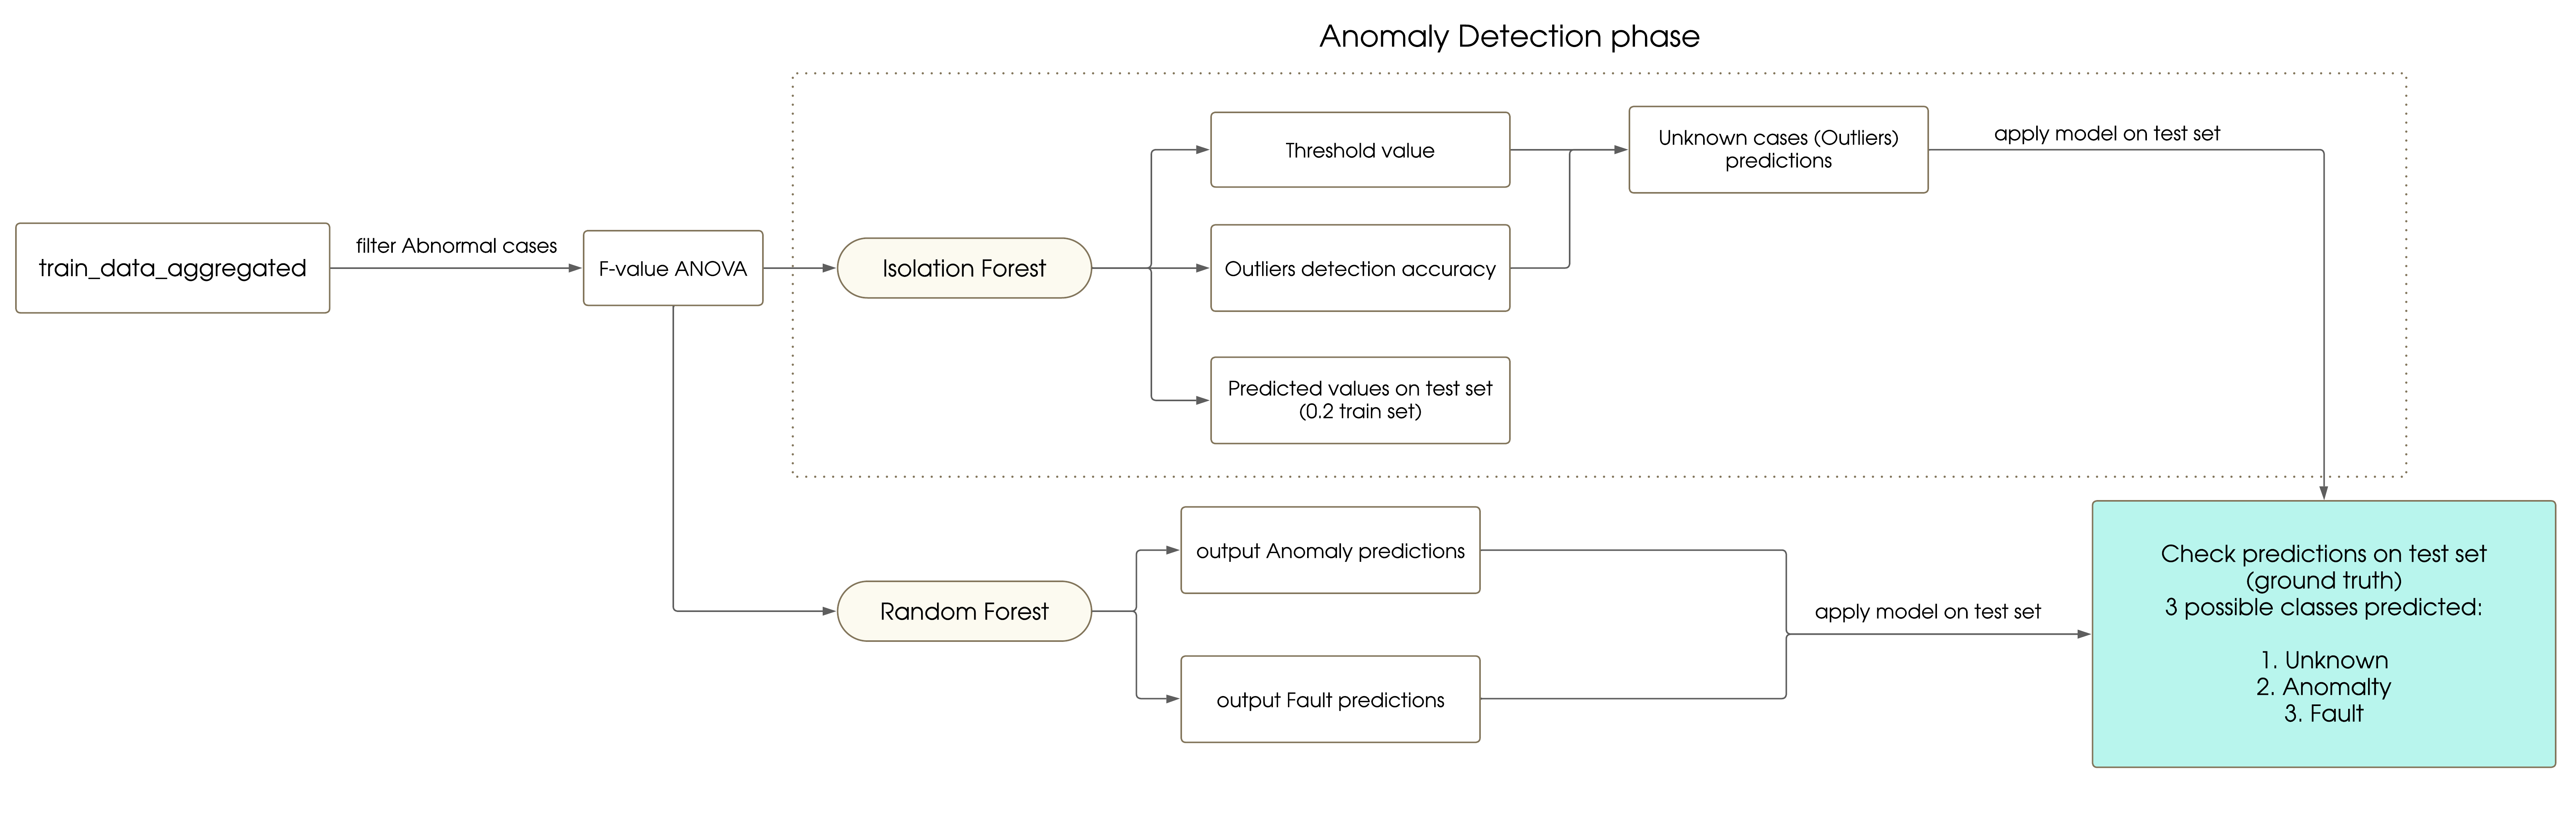 Anomaly Detection phase
train_data_aggregated
filter Abnormal cases
F-value ANOVA
Isolation Forest
Threshold value
Outliers detection accuracy
Predicted values on test set
(0.2 train set)
Unknown cases (Outliers)
predictions
apply model on test set
Random Forest
output Anomaly predictions
output Fault predictions
apply model on test set
Check predictions on test set
(ground truth)
3 possible classes predicted:
1. Unknown
2. Anomalty
3. Fault